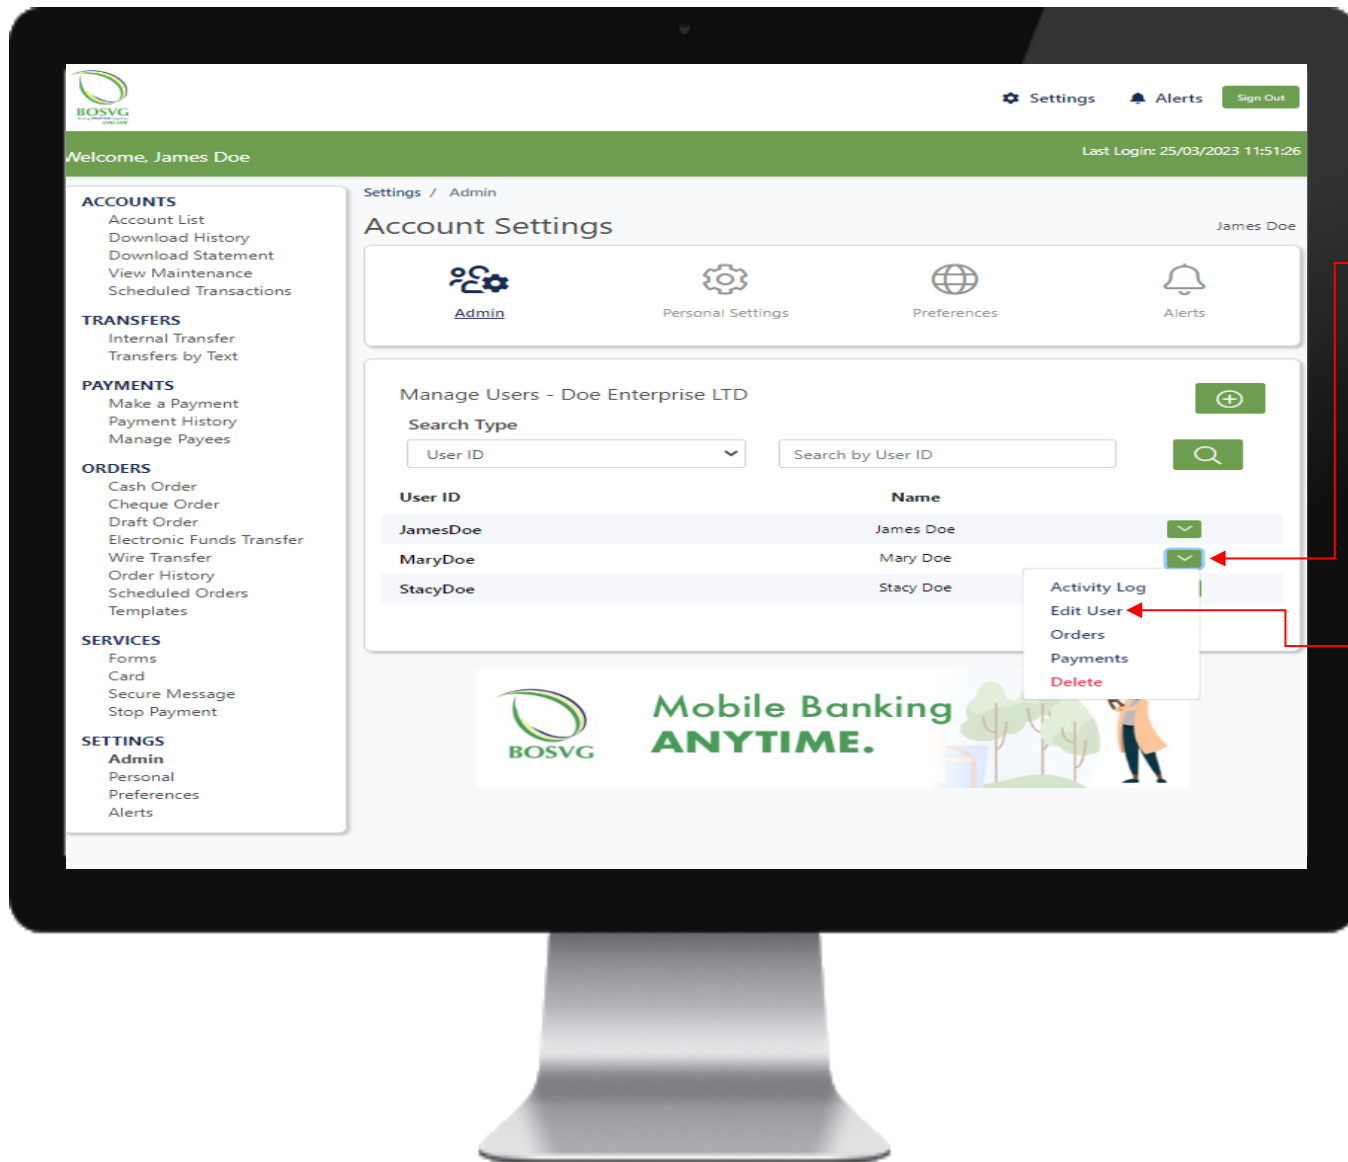 BOSVG
ONLINE
Settings
Alerts
Sign Out
Welcome, James Doe
Last Login: 25/03/2023 11:51:26
ACCOUNTS
Account List
Download History
Download Statement
View Maintenance
Scheduled Transactions
TRANSFERS
Internal Transfer
Transfers by Text
PAYMENTS
Make a Payment
Payment History
Manage Payees
ORDERS
Cash Order
Cheque Order
Draft Order
Electronic Funds Transfer
Wire Transfer
Order History
Scheduled Orders
Templates
SERVICES
Forms
Card
Secure Message
Stop Payment
SETTINGS
Admin
Personal
Preferences
Alerts
Settings / Admin
Account Settings
James Doe
Admin
Personal Settings
Preferences
Alerts
Manage Users - Doe Enterprise LTD
Search Type
User ID
Search by User ID
User ID Name
JamesDoe James Doe
MaryDoe Mary Doe
StacyDoe Stacy Doe
Activity Log
Edit User
Orders
Payments
Delete
BOSVG
Mobile Banking
ANYTIME.